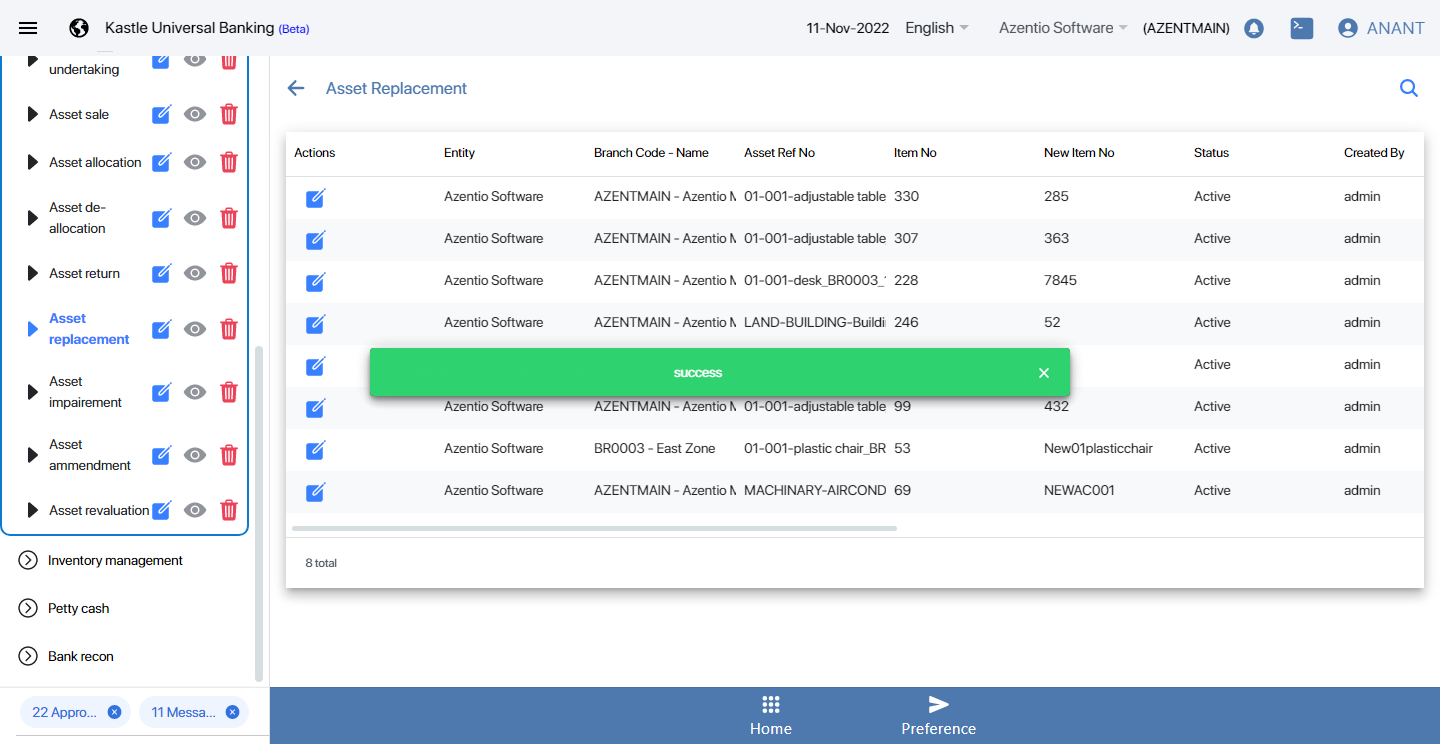 Kastle Universal Banking (Beta)
11-Nov-2022
English
Azentio Software
(AZENTMAIN)
ANANT
undertaking
Asset sale
Asset allocation
Asset de-
allocation
Asset return
Asset
replacement
Asset
impairement
Asset
ammendment
Asset revaluation
Inventory management
Petty cash
Bank recon
22 Appro...
11 Messa...
Asset Replacement
Actions Entity Branch Code - Name Asset Ref No Item No New Item No Status Created By
Azentio Software AZENTMAIN - Azentio M 01-001-adjustable table 330 285 Active admin
Azentio Software AZENTMAIN - Azentio M 01-001-adjustable table 307 363 Active admin
Azentio Software AZENTMAIN - Azentio M 01-001-desk_BR0003_ 228 7845 Active admin
Azentio Software AZENTMAIN - Azentio M LAND-BUILDING-Buildi 246 52 Active admin
Active admin
success
Azentio Software AZENTMAIN - Azentio M 01-001-adjustable table 99 432 Active admin
Azentio Software BR0003 - East Zone 01-001-plastic chair_BR 53 New01plasticchair Active admin
Azentio Software AZENTMAIN - Azentio M MACHINARY-AIRCOND 69 NEWAC001 Active admin
8 total
Home
Preference